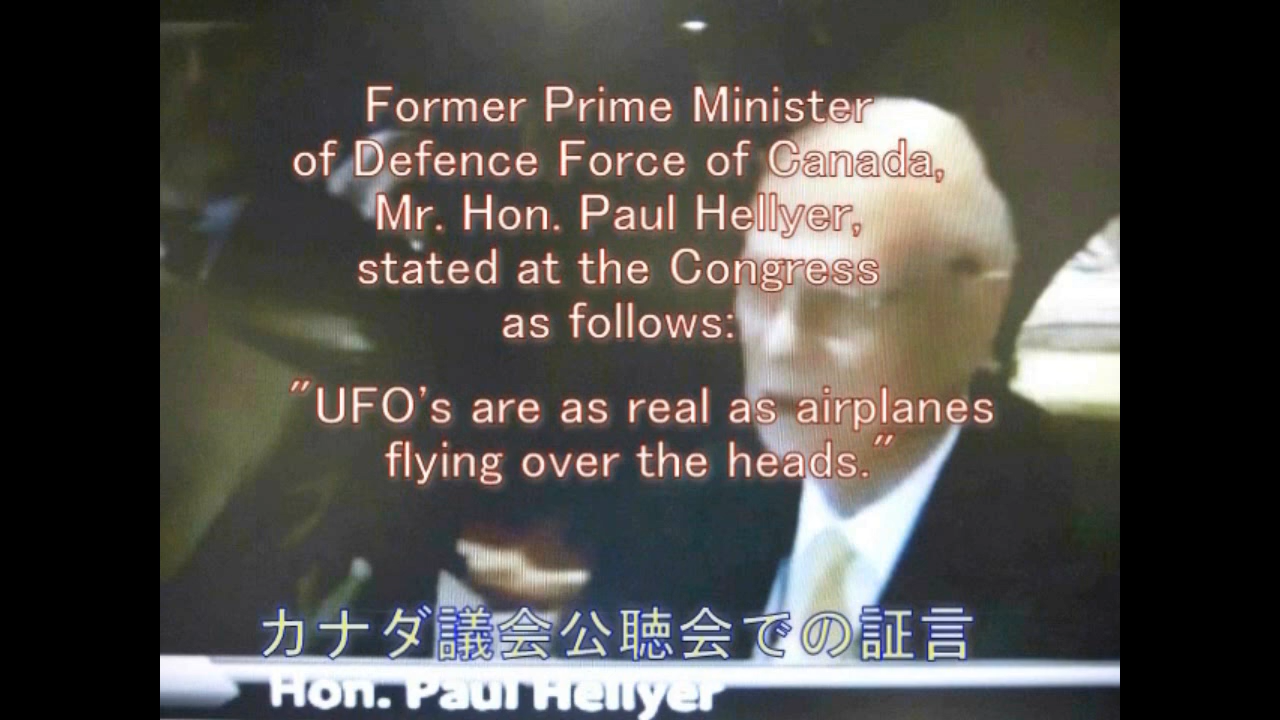 Former Prime Minister
of Defence Force of Canada,
Mr. Hon. Paul Hellyer,
stated at the Congress
as follows:
"UFO's are as real as airplanes
flying over the heads."
カナダ議会公聴会での証言
Hon. Paul Hellyer